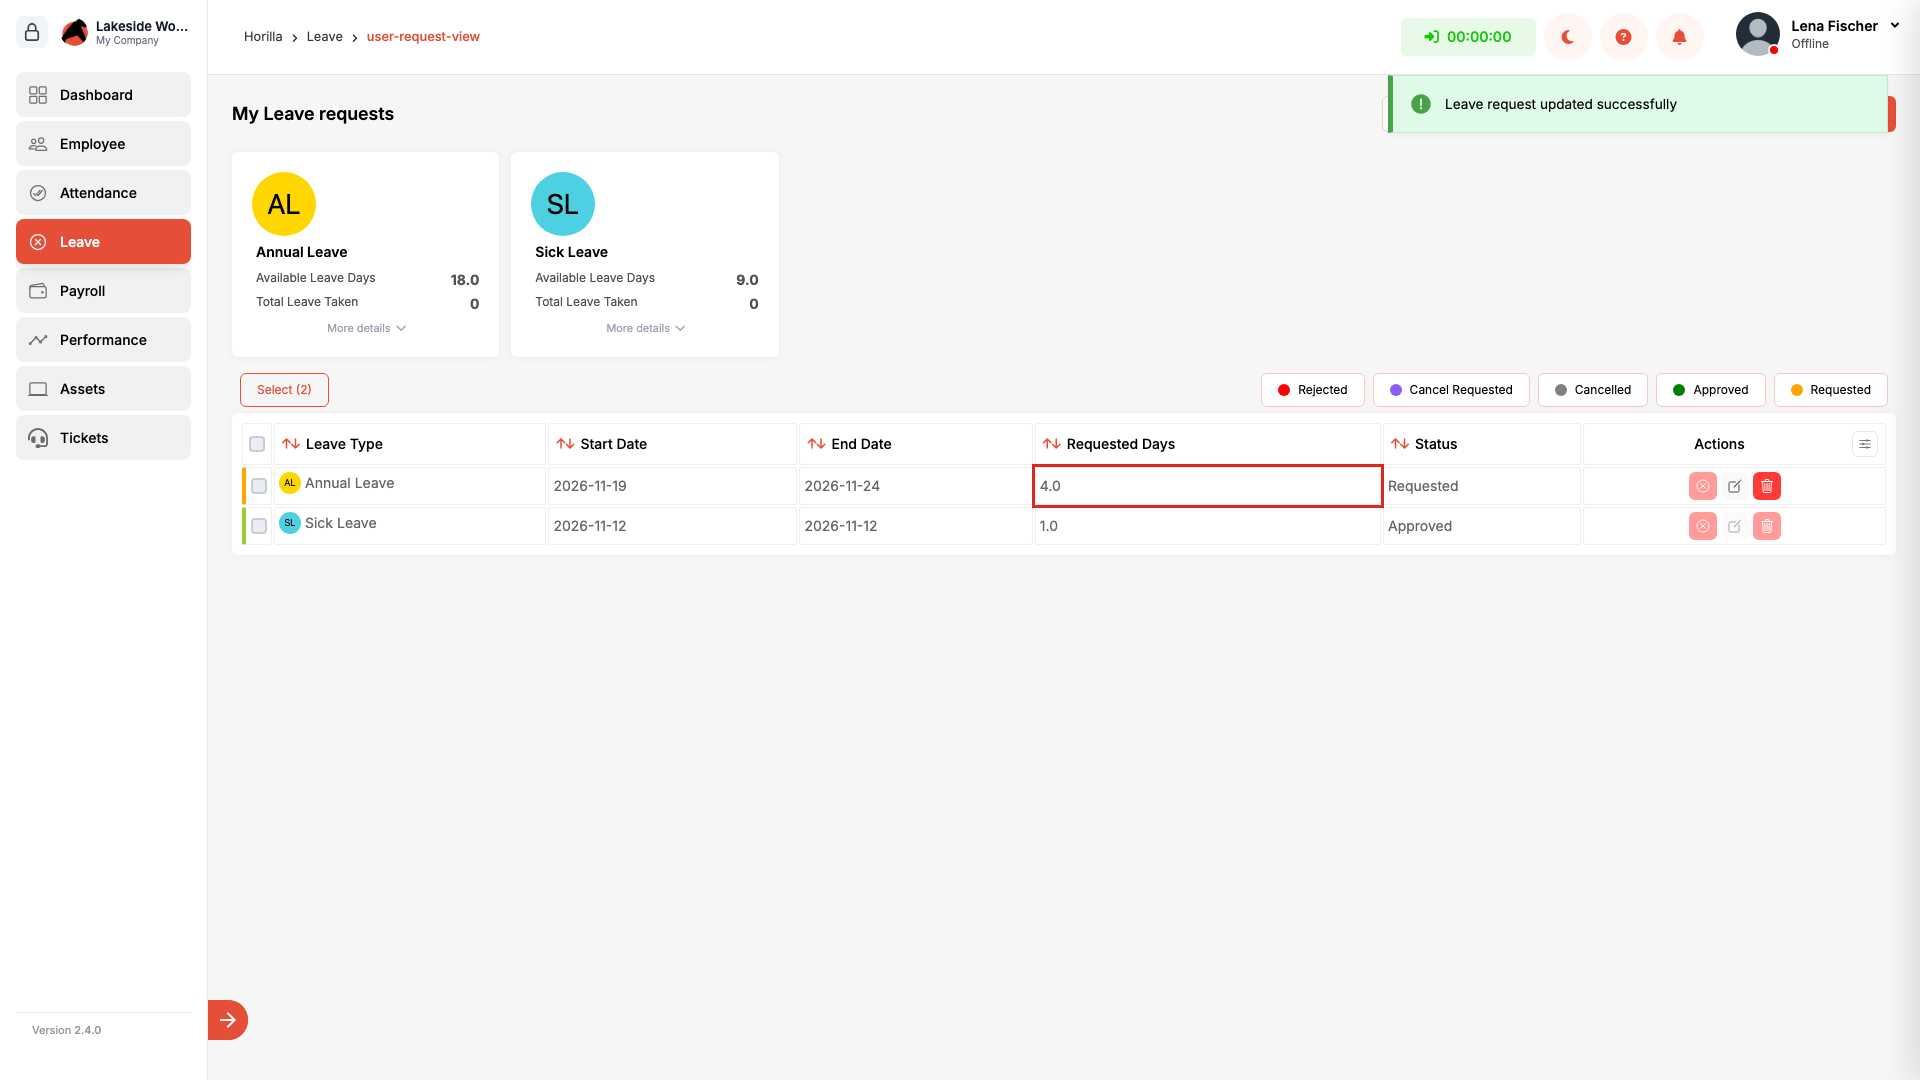 Lakeside Wo...
My Company
Horilla
Leave
user-request-view
00:00:00
?
Lena Fischer
Offline
Dashboard
Employee
Attendance
Leave
Payroll
Performance
Assets
Tickets
Version 2.4.0
! Leave request updated successfully
My Leave requests
AL
Annual Leave
Available Leave Days 18.0
Total Leave Taken 0
More details
SL
Sick Leave
Available Leave Days 9.0
Total Leave Taken 0
More details
Select (2)
Rejected
Cancel Requested
Cancelled
Approved
Requested
Leave Type Start Date End Date Requested Days Status Actions
AL Annual Leave 2026-11-19 2026-11-24 4.0 Requested
SL Sick Leave 2026-11-12 2026-11-12 1.0 Approved